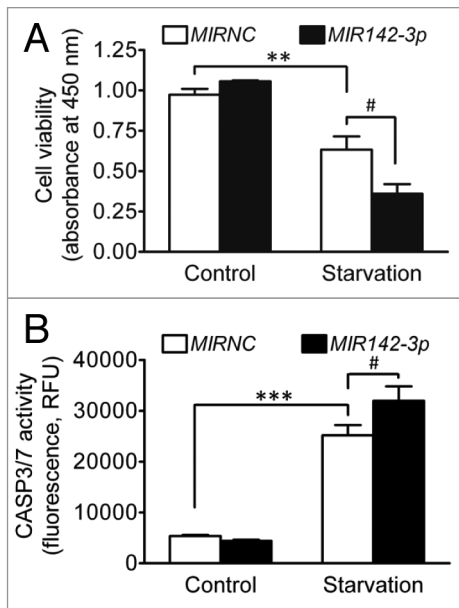 A
MIRNC MIR142-3p
Cell viability
(absorbance at 450 nm)
1.25
1.00
0.75
0.50
0.25
0.00
**
#
Control Starvation
B
MIRNC MIR142-3p
CASP3/7 activity
(fluorescence, RFU)
40000
30000
20000
10000
0
***
#
Control Starvation